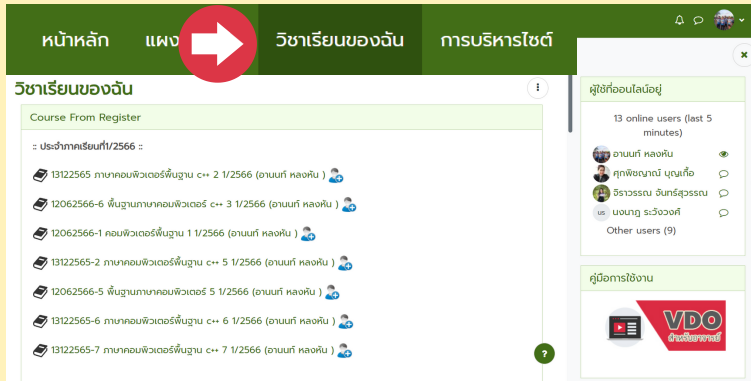 หน้าหลัก
วิชาเรียนของฉัน
การบริหารไซต์
วิชาเรียนของฉัน
Course From Register
:: ประจำภาคเรียนที่1/2566 ::
13122565 ภาษาคอมพิวเตอร์พื้นฐาน c++ 2 1/2566 (อานนท์ หลงหัน )
12062566-6 พื้นฐานภาษาคอมพิวเตอร์ c++ 3 1/2566 (อานนท์ หลงหัน )
12062566-1 คอมพิวเตอร์พื้นฐาน 1 1/2566 (อานนท์ หลงหัน )
13122565-2 ภาษาคอมพิวเตอร์พื้นฐาน c++ 5 1/2566 (อานนท์ หลงหัน )
12062566-5 พื้นฐานภาษาคอมพิวเตอร์ 5 1/2566 (อานนท์ หลงหัน )
13122565-6 ภาษาคอมพิวเตอร์พื้นฐาน c++ 6 1/2566 (อานนท์ หลงหัน )
13122565-7 ภาษาคอมพิวเตอร์พื้นฐาน c++ 7 1/2566 (อานนท์ หลงหัน )
?
ผู้ใช้ที่ออนไลน์อยู่
13 online users (last 5
minutes)
อานนท์ หลงหัน
ศุภพิชญาณ์ บุญเกื้อ
จิราวรรณ จันทร์สุวรรณ
นงนาฎ ระวังวงศ์
Other users (9)
คู่มือการใช้งาน
VDO
สำหรับอาจารย์